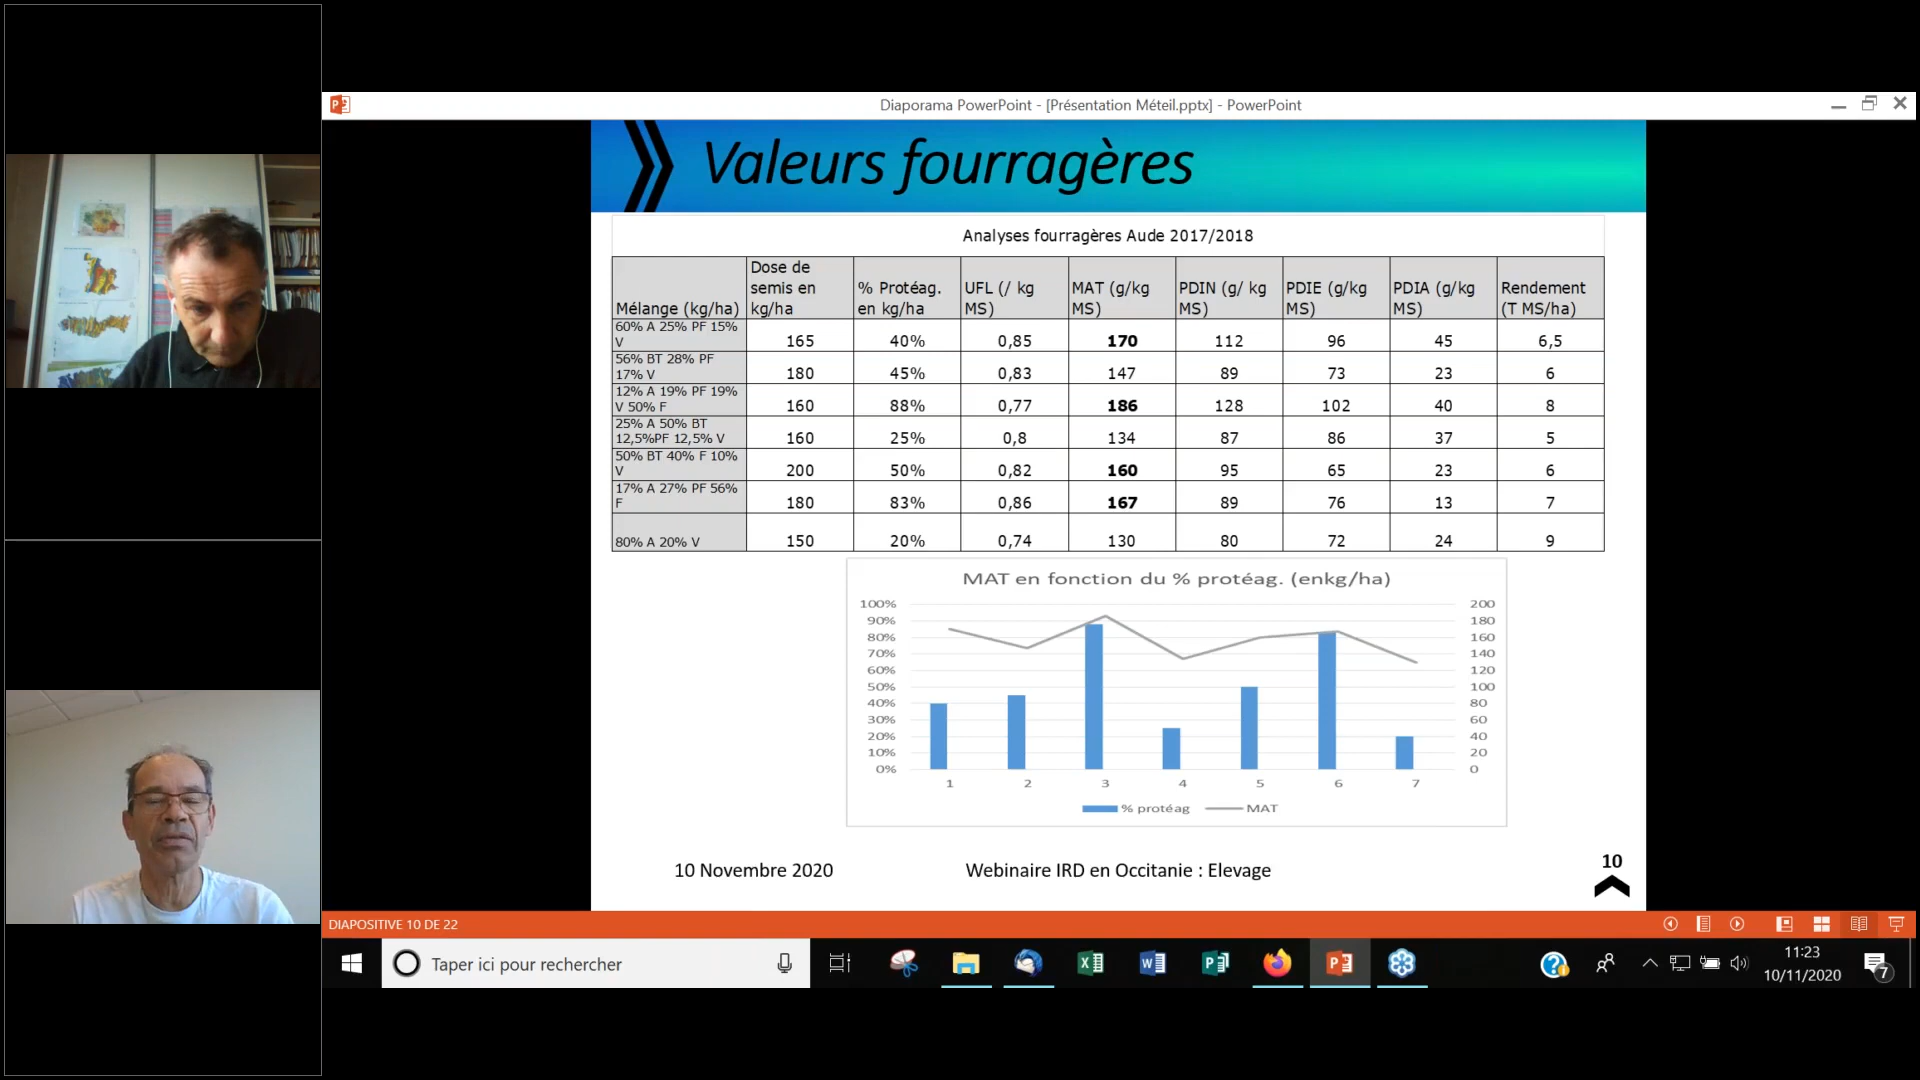 Diaporama PowerPoint - [Présentation Méteil.pptx] - PowerPoint
Valeurs fourragères
Analyses fourragères Aude 2017/2018
Mélange (kg/ha) Dose de semis en kg/ha % Protéag. en kg/ha UFL (/ kg MS) MAT (g/kg MS) PDIN (g/ kg MS) PDIE (g/kg MS) PDIA (g/kg MS) Rendement (T MS/ha)
60% A 25% PF 15% V 165 40% 0,85 170 112 96 45 6,5
56% BT 28% PF 17% V 180 45% 0,83 147 89 73 23 6
12% A 19% PF 19% V 50% F 160 88% 0,77 186 128 102 40 8
25% A 50% BT 12,5%PF 12,5% V 160 25% 0,8 134 87 86 37 5
50% BT 40% F 10% V 200 50% 0,82 160 95 65 23 6
17% A 27% PF 56% F 180 83% 0,86 167 89 76 13 7
80% A 20% V 150 20% 0,74 130 80 72 24 9
MAT en fonction du % protéag. (enkg/ha)
100% 200
90% 180
80% 160
70% 140
60% 120
50% 100
40% 80
30% 60
20% 40
10% 20
0% 0
1 2 3 4 5 6 7
% protéag MAT
10 Novembre 2020 Webinaire IRD en Occitanie : Elevage 10
DIAPOSITIVE 10 DE 22
Taper ici pour rechercher
11:23
10/11/2020
7